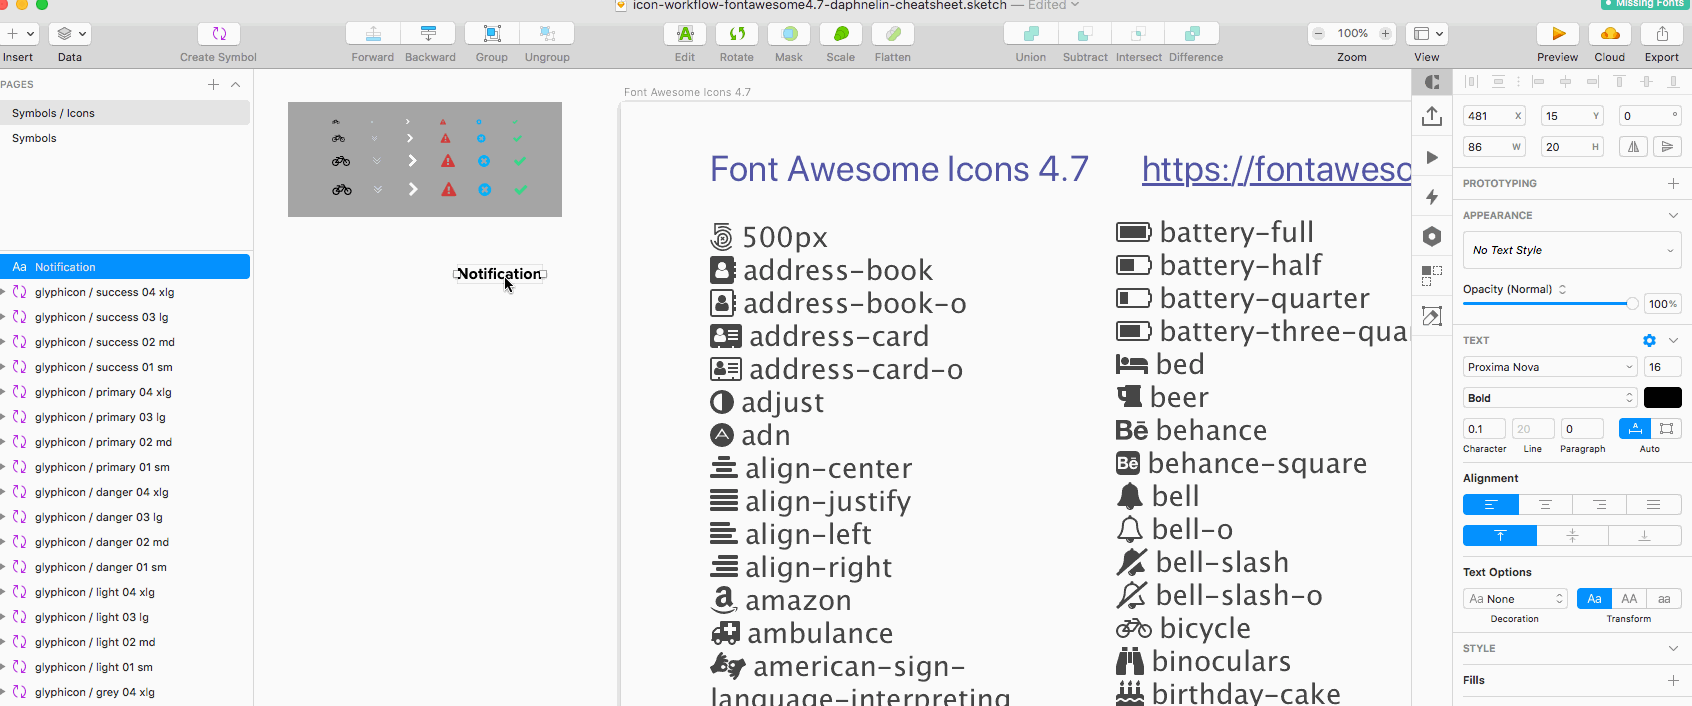 icon-workflow-fontawesome4.7-daphnelin-cheatsheet.sketch — Edited
Missing Fonts
100%
Insert
Data
Create Symbol
Forward
Backward
Group
Ungroup
Edit
Rotate
Mask
Scale
Flatten
Union
Subtract
Intersect
Difference
Zoom
View
Preview
Cloud
Export
PAGES
Symbols / Icons
Symbols
Aa Notification
glyphicon / success 04 xlg
glyphicon / success 03 lg
glyphicon / success 02 md
glyphicon / success 01 sm
glyphicon / primary 04 xlg
glyphicon / primary 03 lg
glyphicon / primary 02 md
glyphicon / primary 01 sm
glyphicon / danger 04 xlg
glyphicon / danger 03 lg
glyphicon / danger 02 md
glyphicon / danger 01 sm
glyphicon / light 04 xlg
glyphicon / light 03 lg
glyphicon / light 02 md
glyphicon / light 01 sm
glyphicon / grey 04 xlg
Notification
Font Awesome Icons 4.7
Font Awesome Icons 4.7 https://fontaweso
500px
address-book
address-book-o
address-card
address-card-o
adjust
adn
align-center
align-justify
align-left
align-right
amazon
ambulance
american-sign-
language-interpreting
battery-full
battery-half
battery-quarter
battery-three-quar
bed
beer
Bē behance
Bē behance-square
bell
bell-o
bell-slash
bell-slash-o
bicycle
binoculars
birthday-cake
481 X 15 Y 0 °
86 W 20 H
PROTOTYPING
APPEARANCE
No Text Style
Opacity (Normal)
100%
TEXT
Proxima Nova 16
Bold
0.1 20 0
Character Line Paragraph Auto
Alignment
Text Options
Aa None Aa AA aa
Decoration Transform
STYLE
Fills